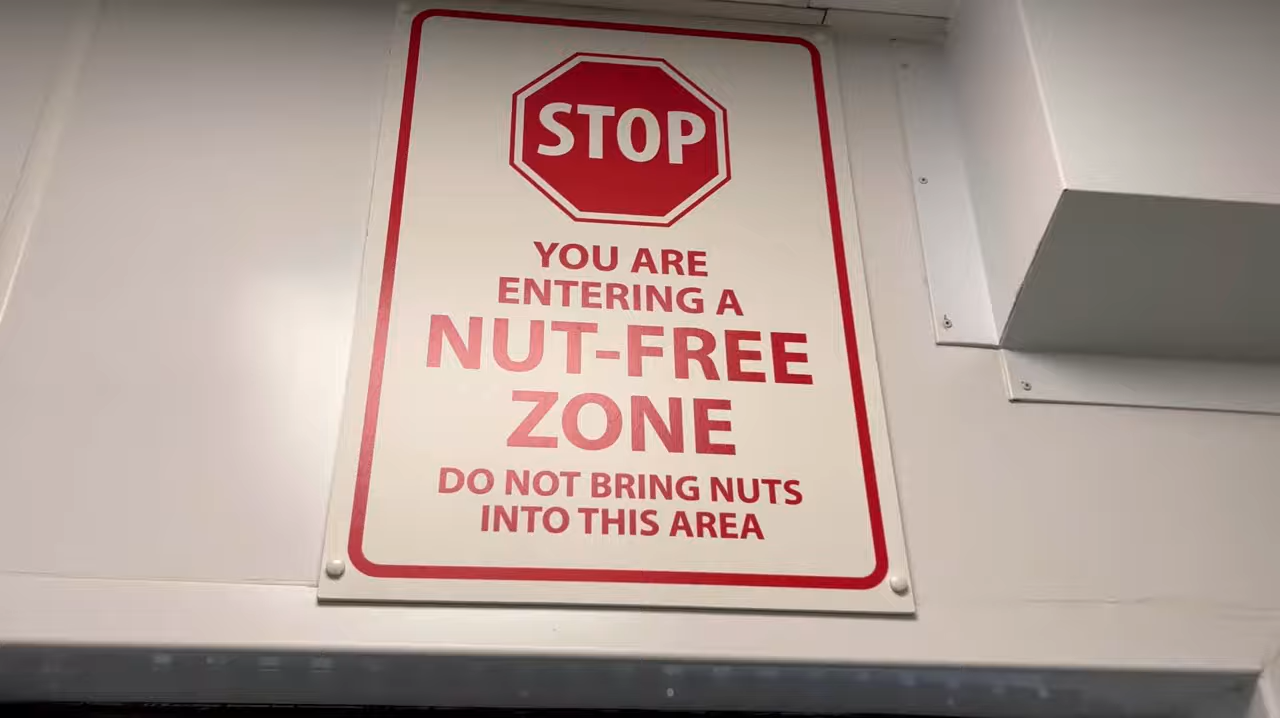 STOP
YOU ARE
ENTERING A
NUT-FREE
ZONE
DO NOT BRING NUTS
INTO THIS AREA